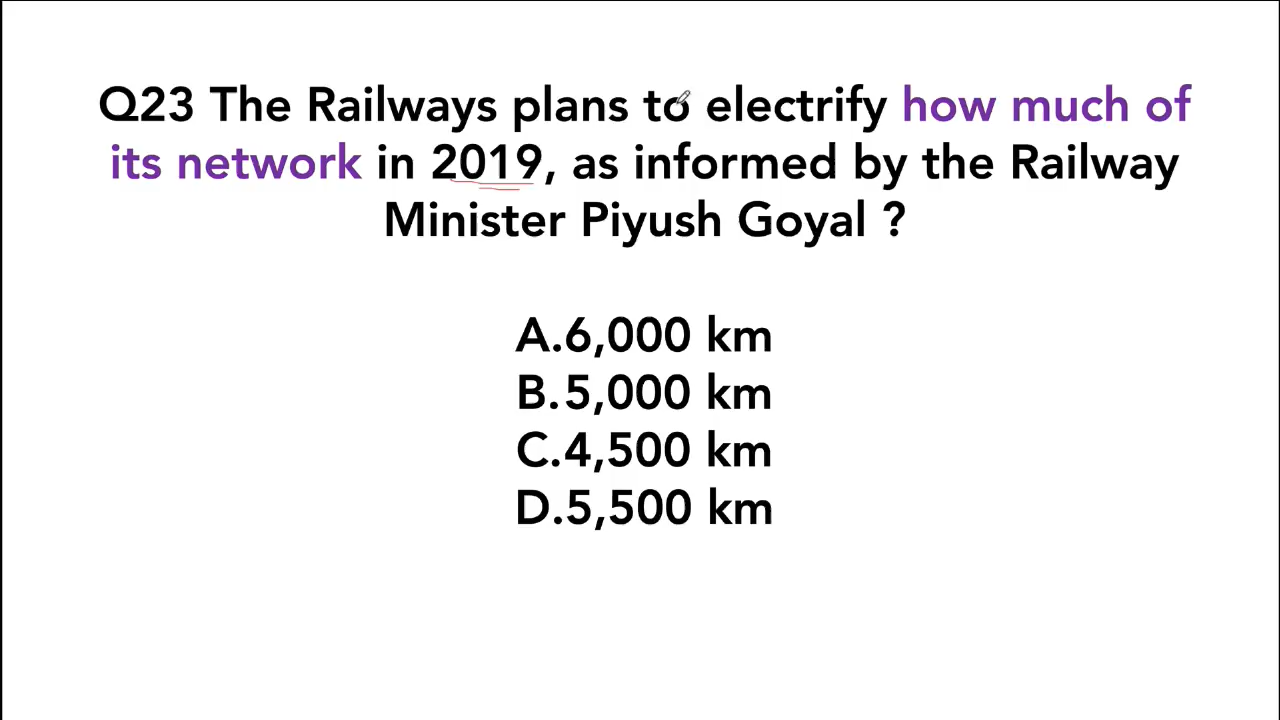 Q23 The Railways plans to electrify how much of
its network in 2019, as informed by the Railway
Minister Piyush Goyal ?
A.6,000 km
B.5,000 km
C.4,500 km
D.5,500 km